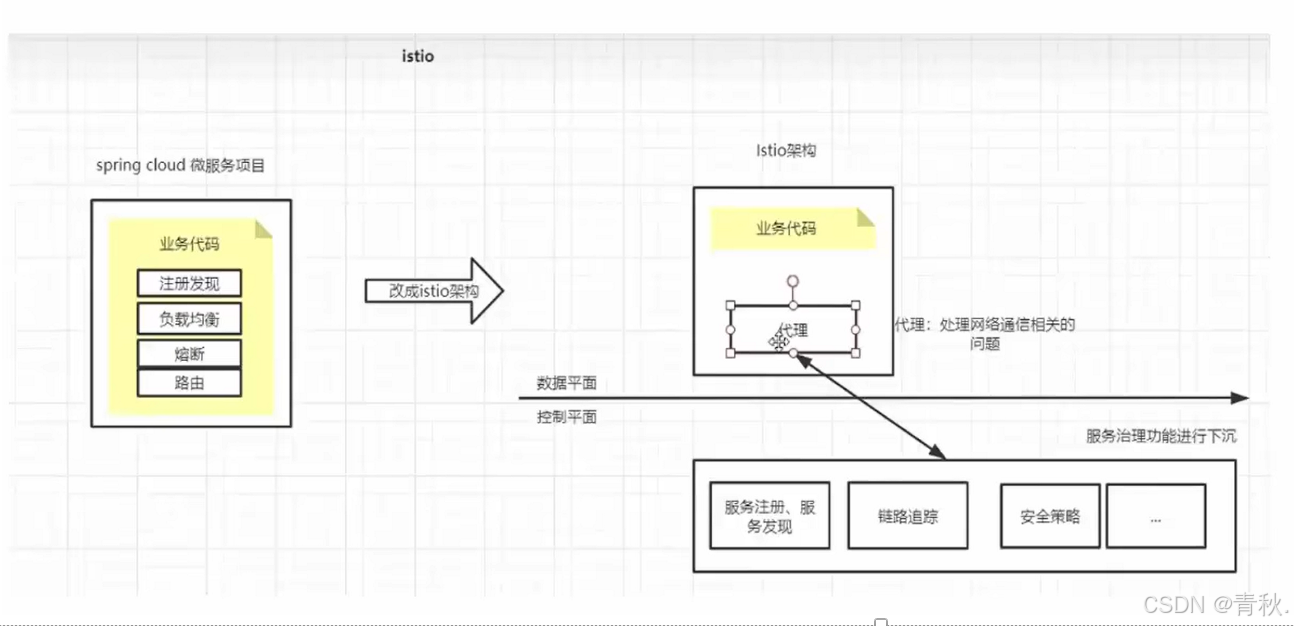 istio
spring cloud 微服务项目
业务代码
注册发现
负载均衡
熔断
路由
改成istio架构
Istio架构
业务代码
代理
代理：处理网络通信相关的
问题
数据平面
控制平面
服务治理功能进行下沉
服务注册、服
务发现
链路追踪
安全策略
...
CSDN @青秋.